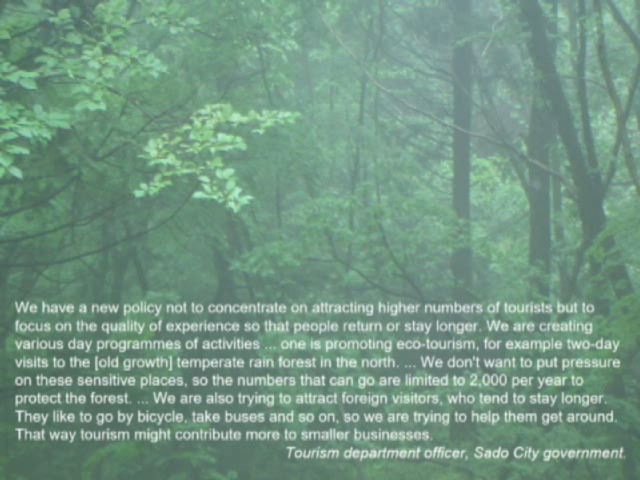 We have a new policy not to concentrate on attracting higher numbers of tourists but to
focus on the quality of experience so that people return or stay longer. We are creating
various day programmes of activities ... one is promoting eco-tourism, for example two-day
visits to the [old growth] temperate rain forest in the north. ... We don't want to put pressure
on these sensitive places, so the numbers that can go are limited to 2,000 per year to
protect the forest. ... We are also trying to attract foreign visitors, who tend to stay longer.
They like to go by bicycle, take buses and so on, so we are trying to help them get around.
That way tourism might contribute more to smaller businesses.
Tourism department officer, Sado City government.